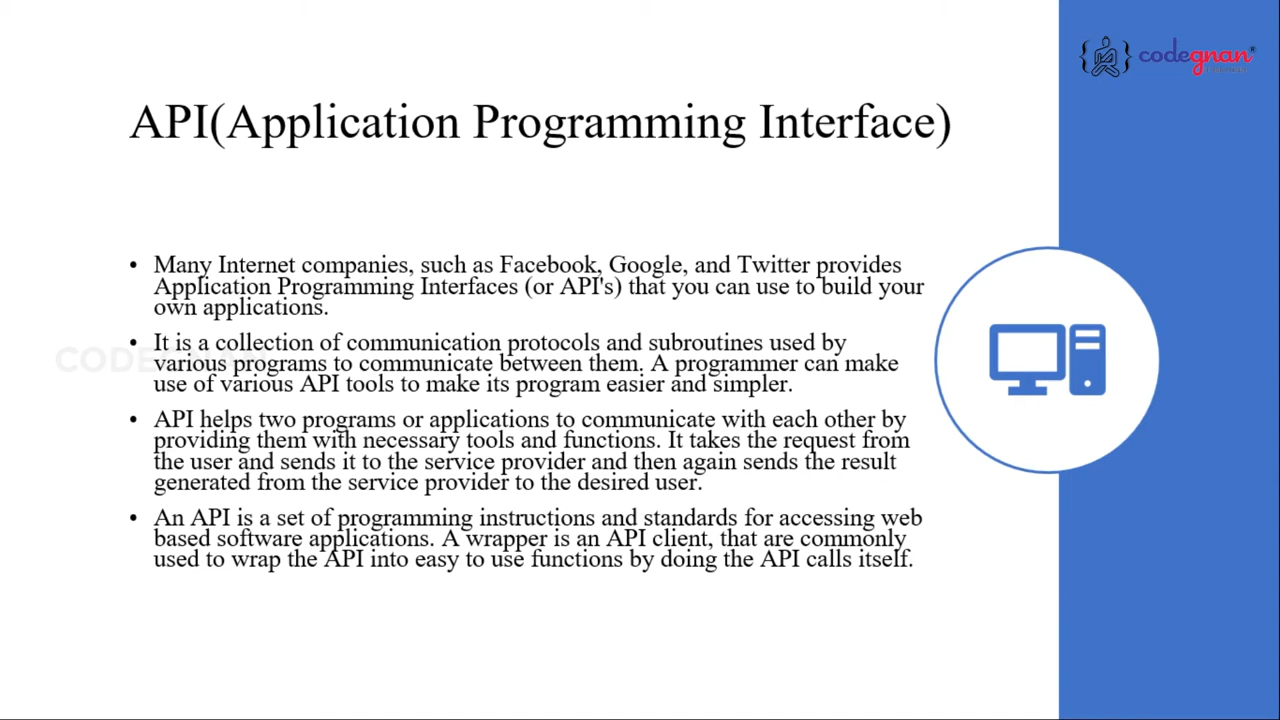 codegnan
API(Application Programming Interface)
• Many Internet companies, such as Facebook, Google, and Twitter provides
Application Programming Interfaces (or API's) that you can use to build your
own applications.
• It is a collection of communication protocols and subroutines used by
various programs to communicate between them. A programmer can make
use of various API tools to make its program easier and simpler.
• API helps two programs or applications to communicate with each other by
providing them with necessary tools and functions. It takes the request from
the user and sends it to the service provider and then again sends the result
generated from the service provider to the desired user.
• An API is a set of programming instructions and standards for accessing web
based software applications. A wrapper is an API client, that are commonly
used to wrap the API into easy to use functions by doing the API calls itself.
CODEGNAN